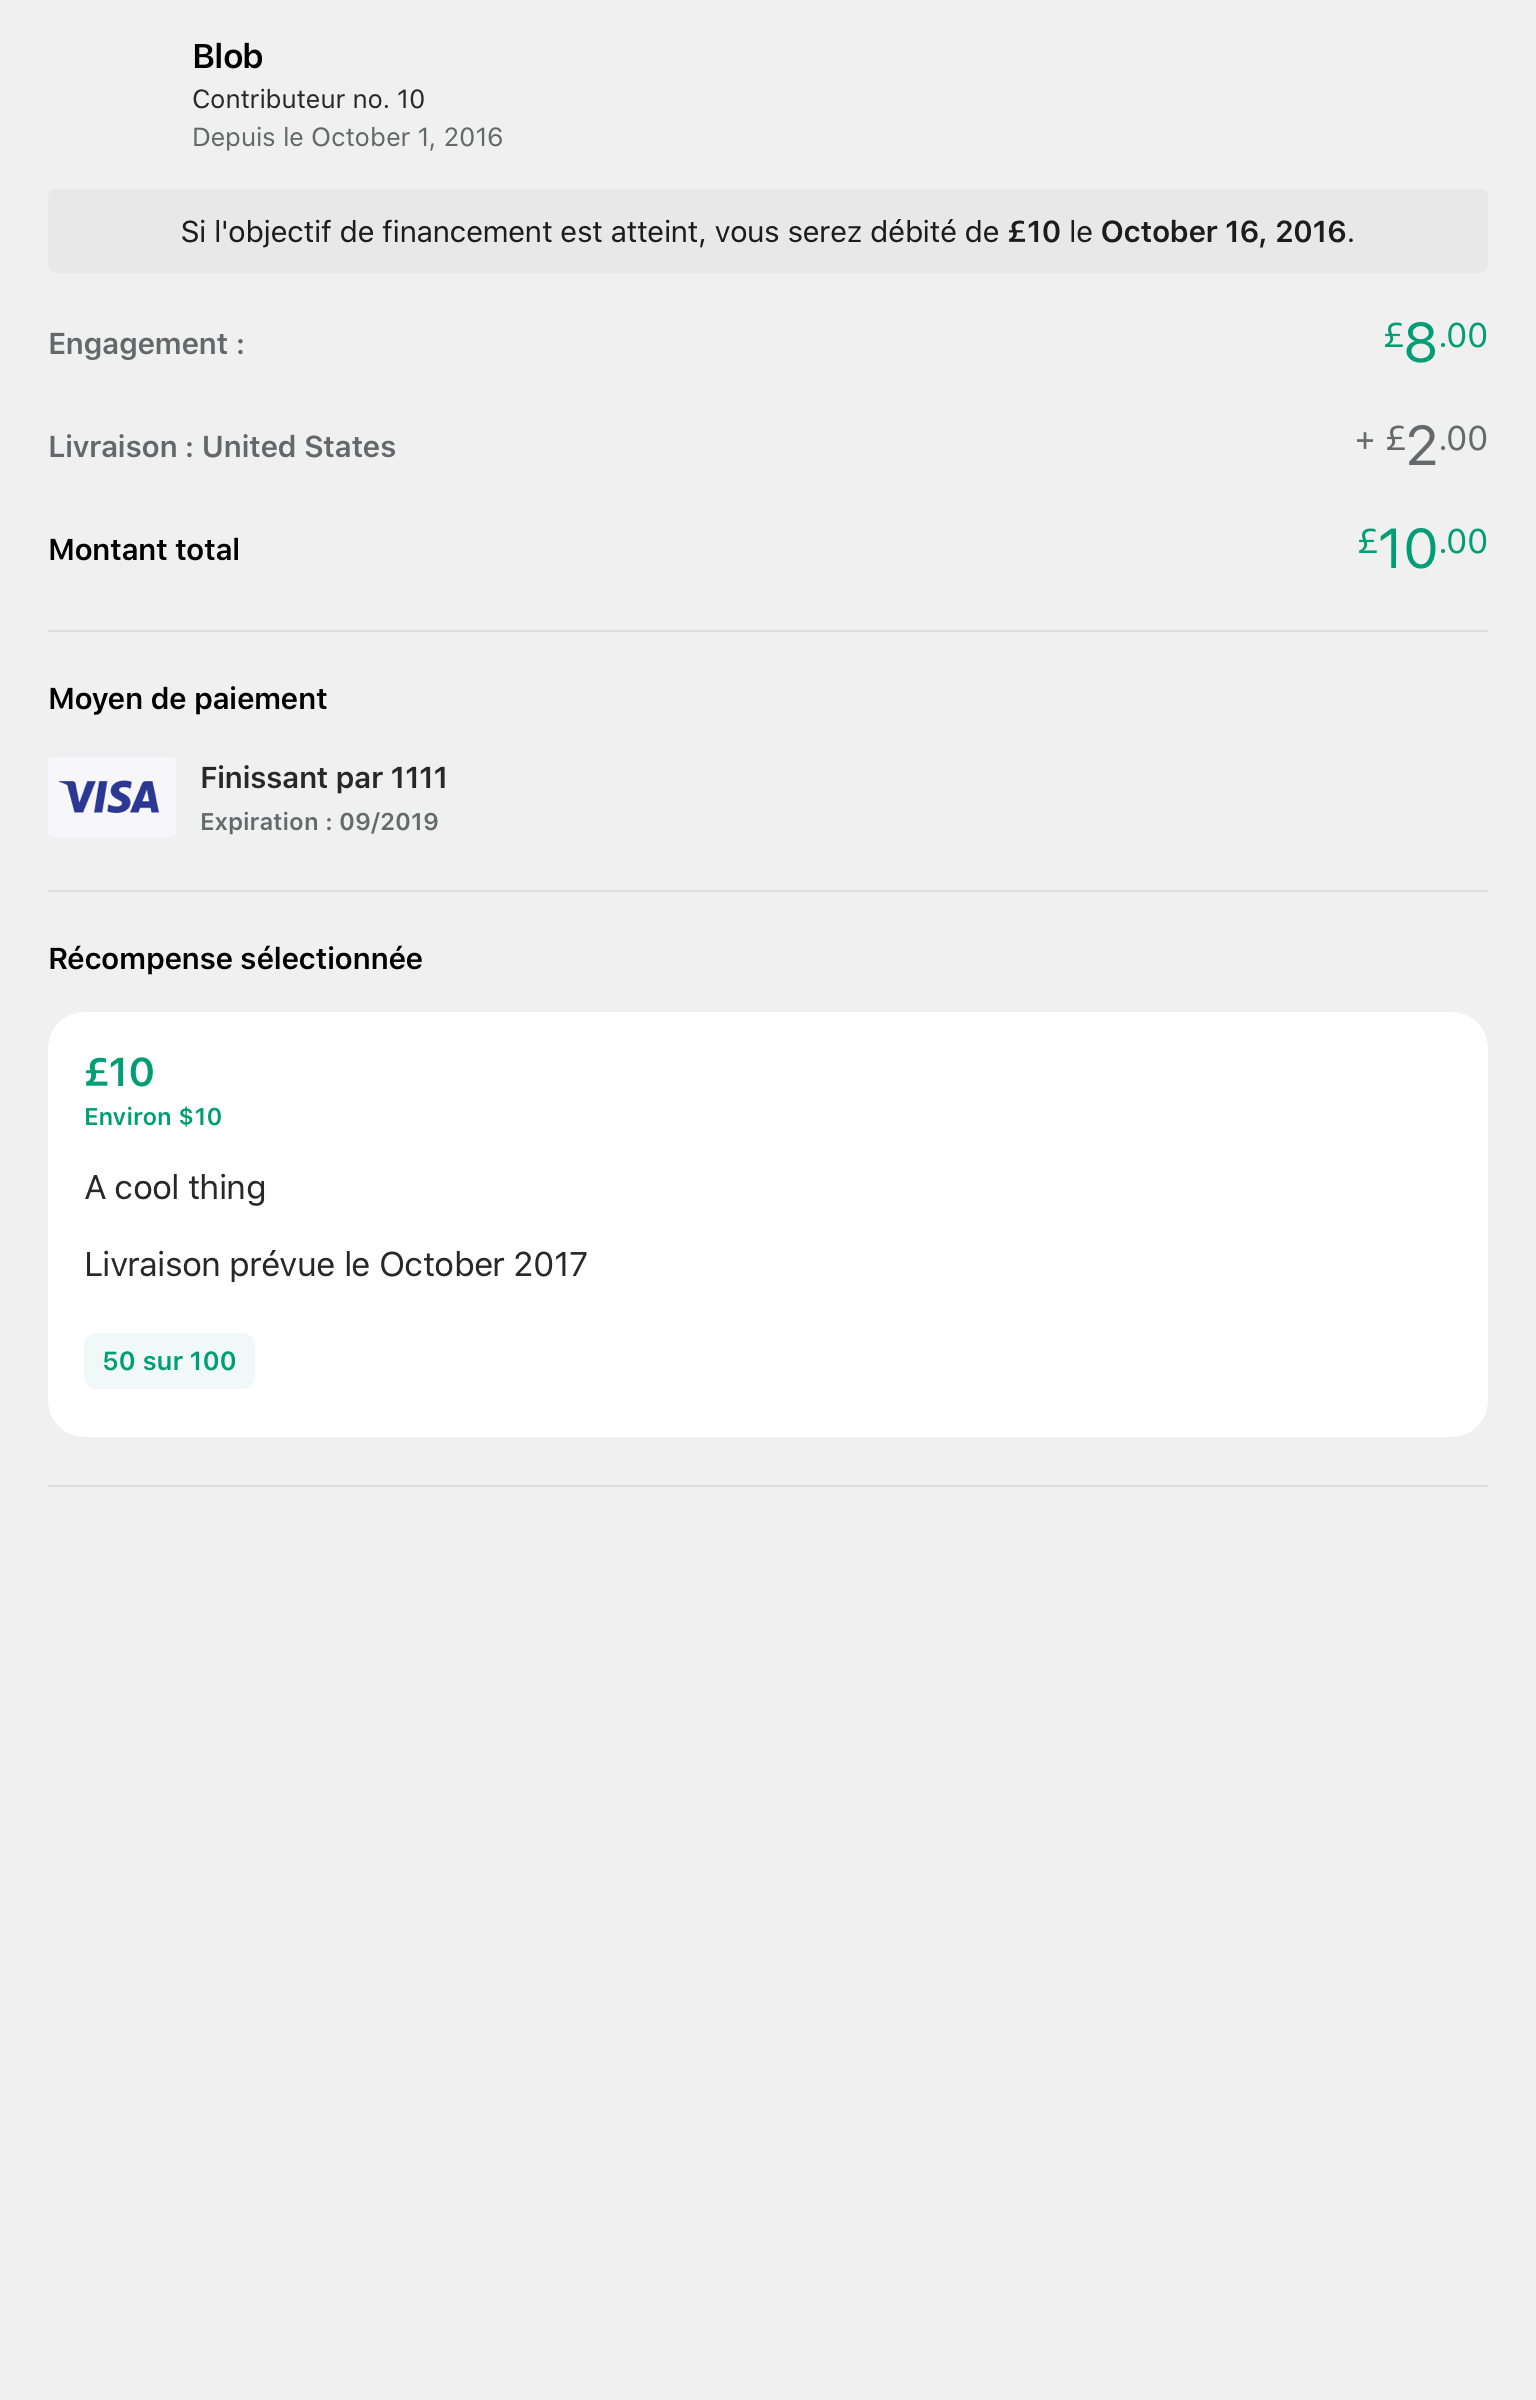 Blob
Contributeur no. 10
Depuis le October 1, 2016
Si l'objectif de financement est atteint, vous serez débité de £10 le October 16, 2016.
Engagement : £8.00
Livraison : United States + £2.00
Montant total £10.00
Moyen de paiement
VISA
Finissant par 1111
Expiration : 09/2019
Récompense sélectionnée
£10
Environ $10
A cool thing
Livraison prévue le October 2017
50 sur 100